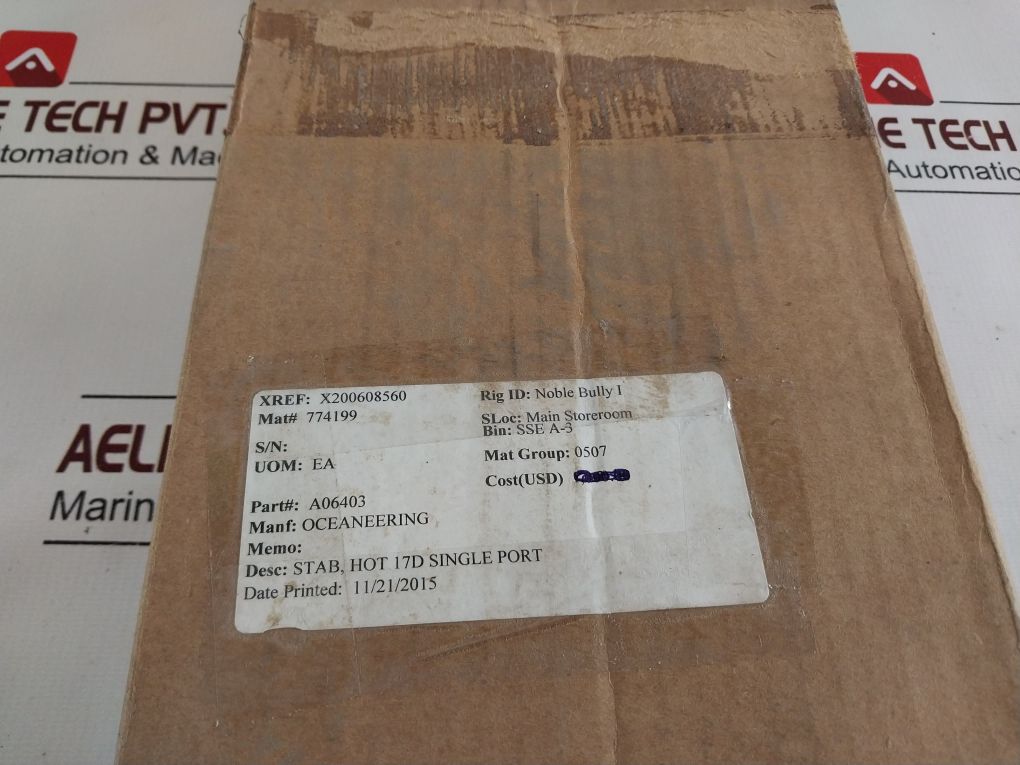 E TECH PVT.
tomation & Ma
E TECH
Automatio
AELI
Marin
XREF: X200608560
Mat# 774199
S/N:
UOM: EA
Part#: A06403
Manf: OCEANEERING
Memo:
Desc: STAB, HOT 17D SINGLE PORT
Date Printed: 11/21/2015
Rig ID: Noble Bully I
SLoc: Main Storeroom
Bin: SSE A-3
Mat Group: 0507
Cost(USD)